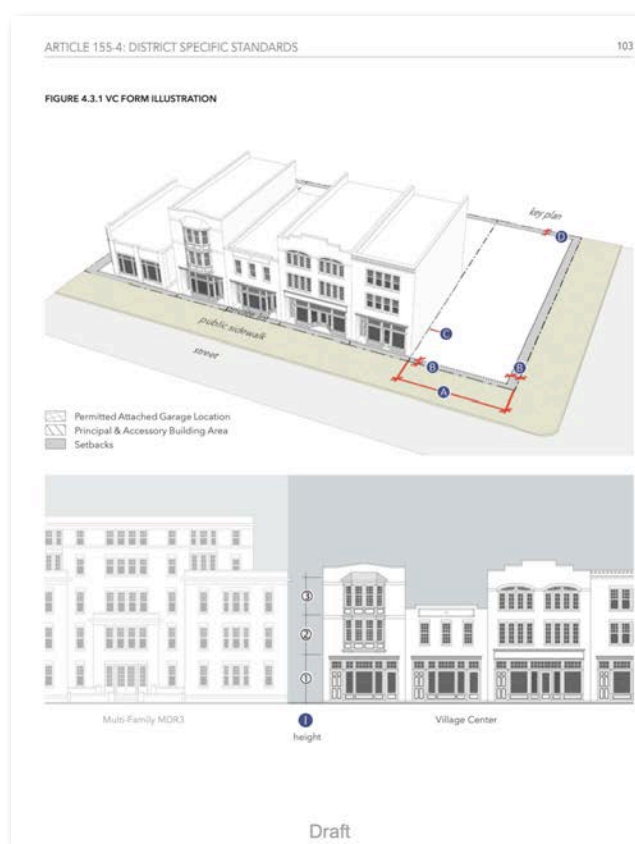 ARTICLE 155-4: DISTRICT SPECIFIC STANDARDS 103
FIGURE 4.3.1 VC FORM ILLUSTRATION
key plan
D
C
private lot
public sidewalk
B
B
street
A
Permitted Attached Garage Location
Principal & Accessory Building Area
Setbacks
3
2
1
Multi-Family MDR3
I
Village Center
height
Draft